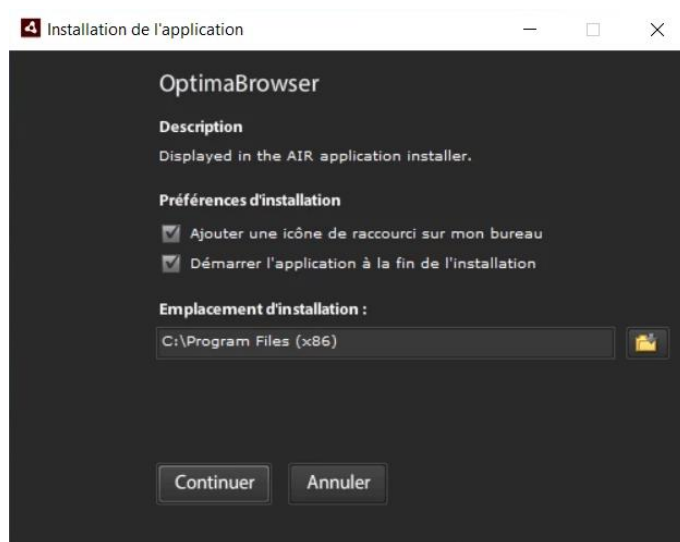 Installation de l'application
OptimaBrowser
Description
Displayed in the AIR application installer.
Préférences d'installation
Ajouter une icône de raccourci sur mon bureau
Démarrer l'application à la fin de l'installation
Emplacement d'installation :
C:\Program Files (x86)
Continuer Annuler